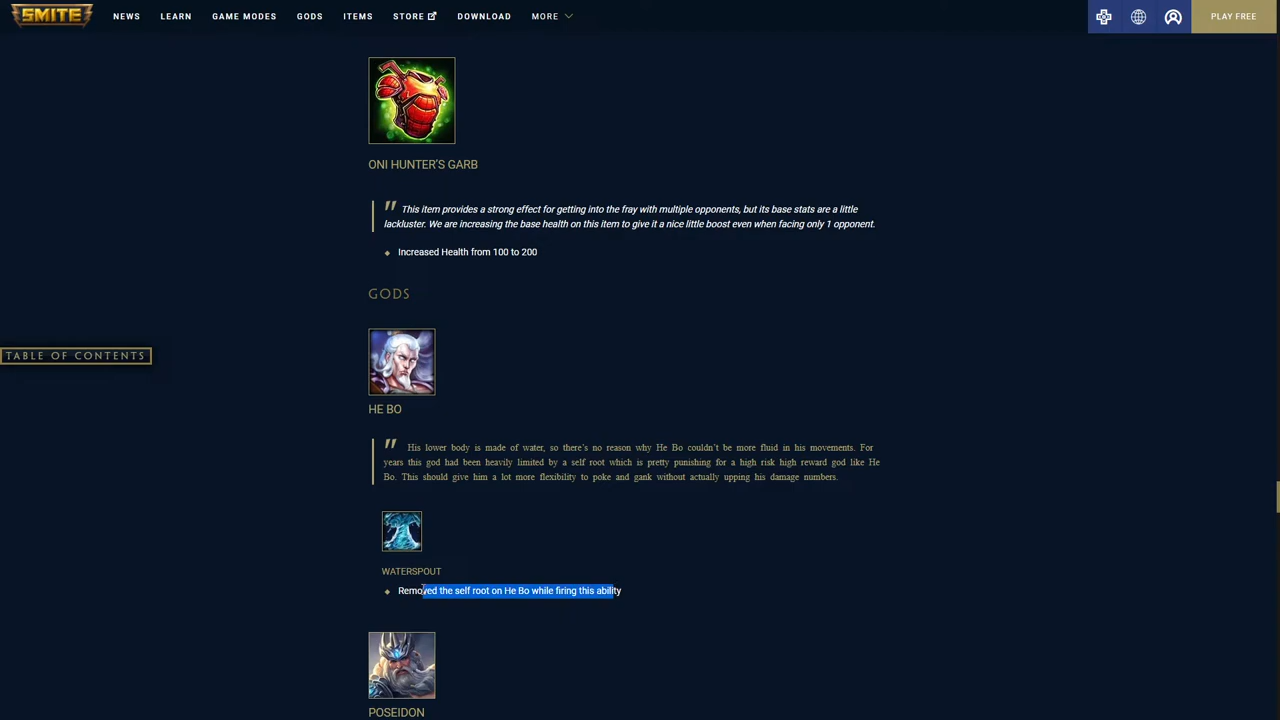 SMITE NEWS LEARN GAME MODES GODS ITEMS STORE DOWNLOAD MORE PLAY FREE
ONI HUNTER'S GARB
" This item provides a strong effect for getting into the fray with multiple opponents, but its base stats are a little
lackluster. We are increasing the base health on this item to give it a nice little boost even when facing only 1 opponent.
Increased Health from 100 to 200
GODS
TABLE OF CONTENTS
HE BO
" His lower body is made of water, so there's no reason why He Bo couldn't be more fluid in his movements. For
years this god had been heavily limited by a self root which is pretty punishing for a high risk high reward god like He
Bo. This should give him a lot more flexibility to poke and gank without actually upping his damage numbers.
WATERSPOUT
Removed the self root on He Bo while firing this ability
POSEIDON